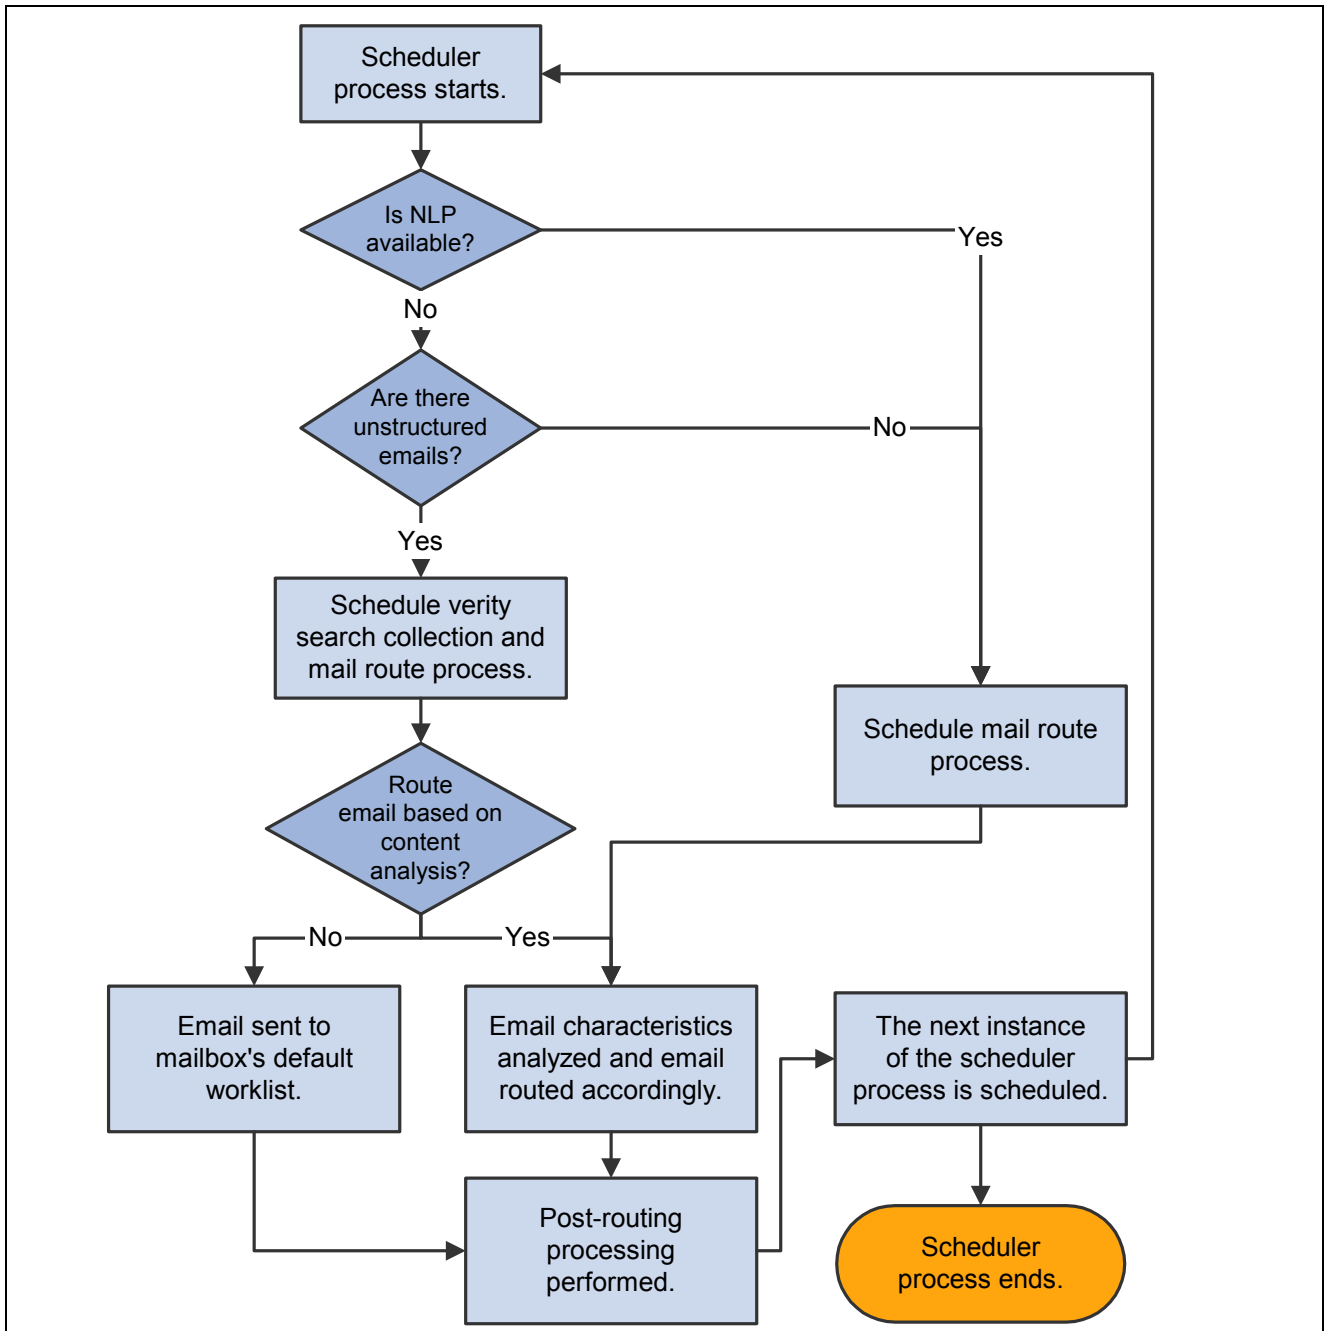 Scheduler
process starts.
Is NLP
available?
Yes
No
Are there
unstructured
emails?
No
Yes
Schedule verity
search collection and
mail route process.
Schedule mail route
process.
Route
email based on
content
analysis?
No
Yes
Email sent to
mailbox's default
worklist.
Email characteristics
analyzed and email
routed accordingly.
The next instance
of the scheduler
process is scheduled.
Post-routing
processing
performed.
Scheduler
process ends.